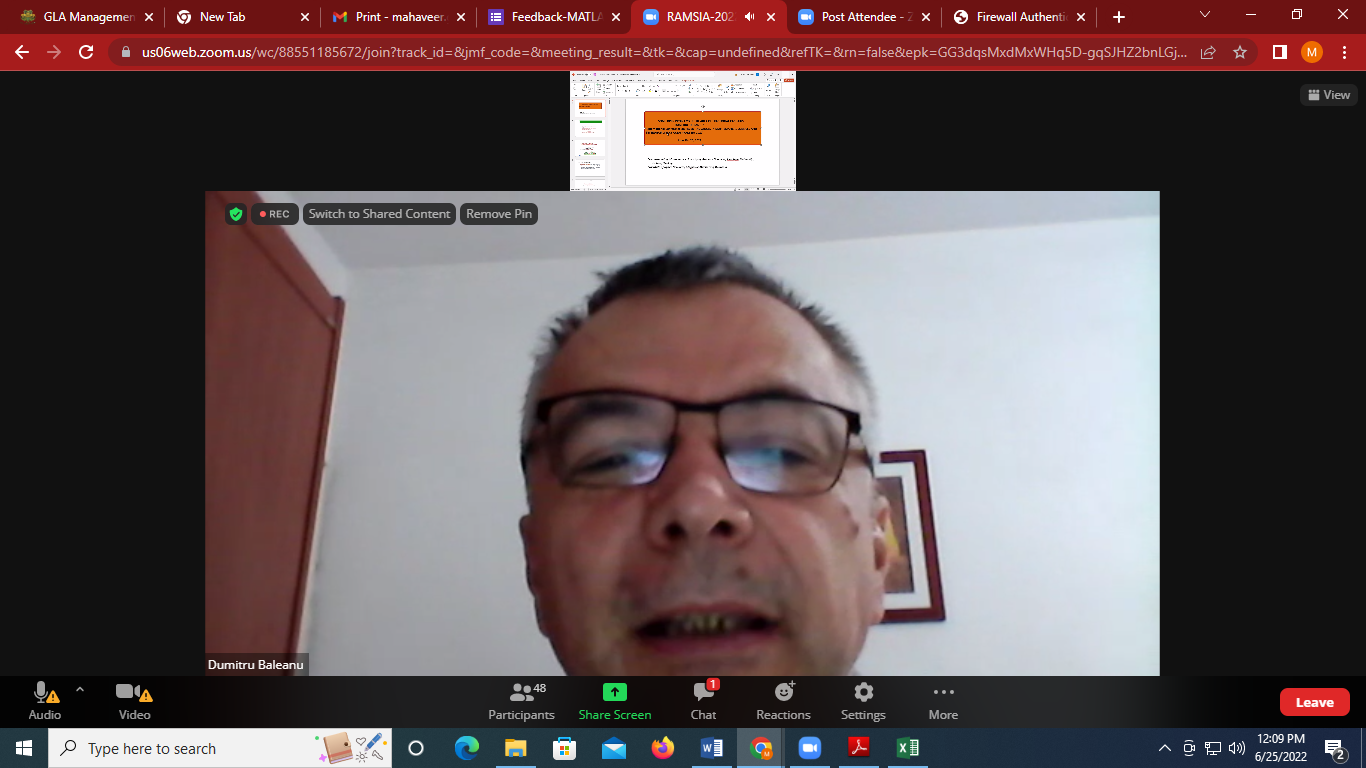 GLA Managemen
New Tab
Print - mahaveer.
Feedback-MATLA
RAMSIA-202
Post Attendee - Z
Firewall Authenti
us06web.zoom.us/wc/88551185672/join?track_id=&jmf_code=&meeting_result=&tk=&cap=undefined&refTK=&rn=false&epk=GG3dqsMxdMxWHq5D-gqSJHZ2bnLGj...
M
View
REC Switch to Shared Content Remove Pin
Dumitru Baleanu
48
1
Audio Video Participants Share Screen Chat Reactions Settings More
Leave
Type here to search
12:09 PM
6/25/2022
2